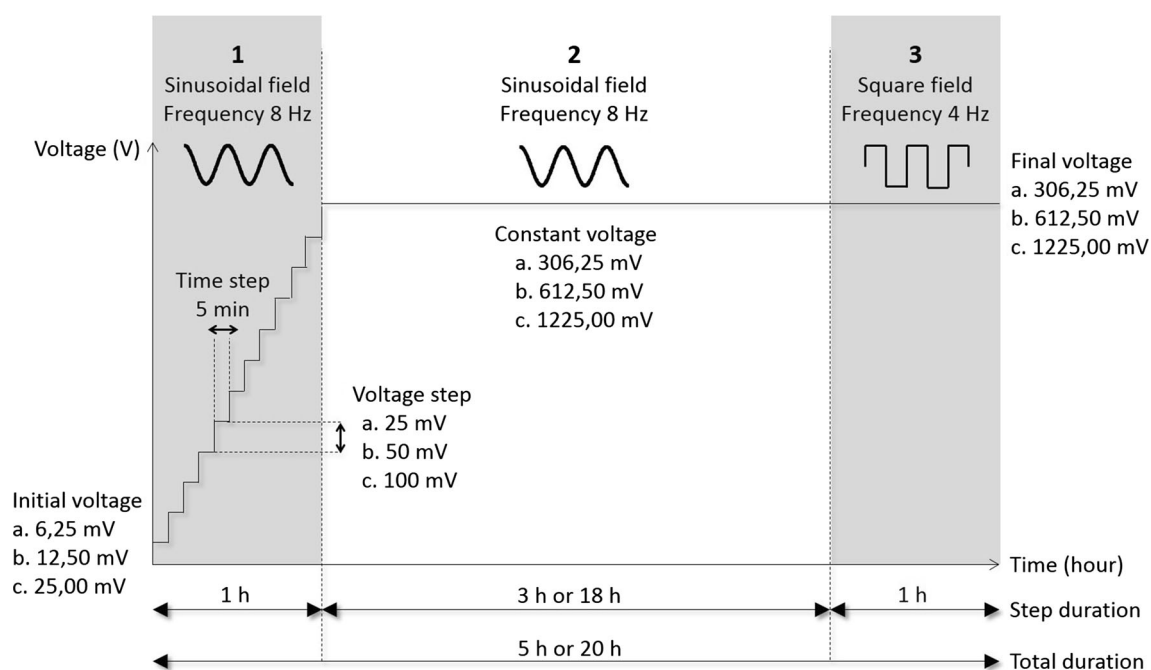 1
Sinusoidal field
Frequency 8 Hz
2
Sinusoidal field
Frequency 8 Hz
3
Square field
Frequency 4 Hz
Voltage (V)
Final voltage
a. 306,25 mV
b. 612,50 mV
c. 1225,00 mV
Constant voltage
a. 306,25 mV
b. 612,50 mV
c. 1225,00 mV
Time step
5 min
Voltage step
a. 25 mV
b. 50 mV
c. 100 mV
Initial voltage
a. 6,25 mV
b. 12,50 mV
c. 25,00 mV
Time (hour)
1 h
3 h or 18 h
1 h
Step duration
5 h or 20 h
Total duration